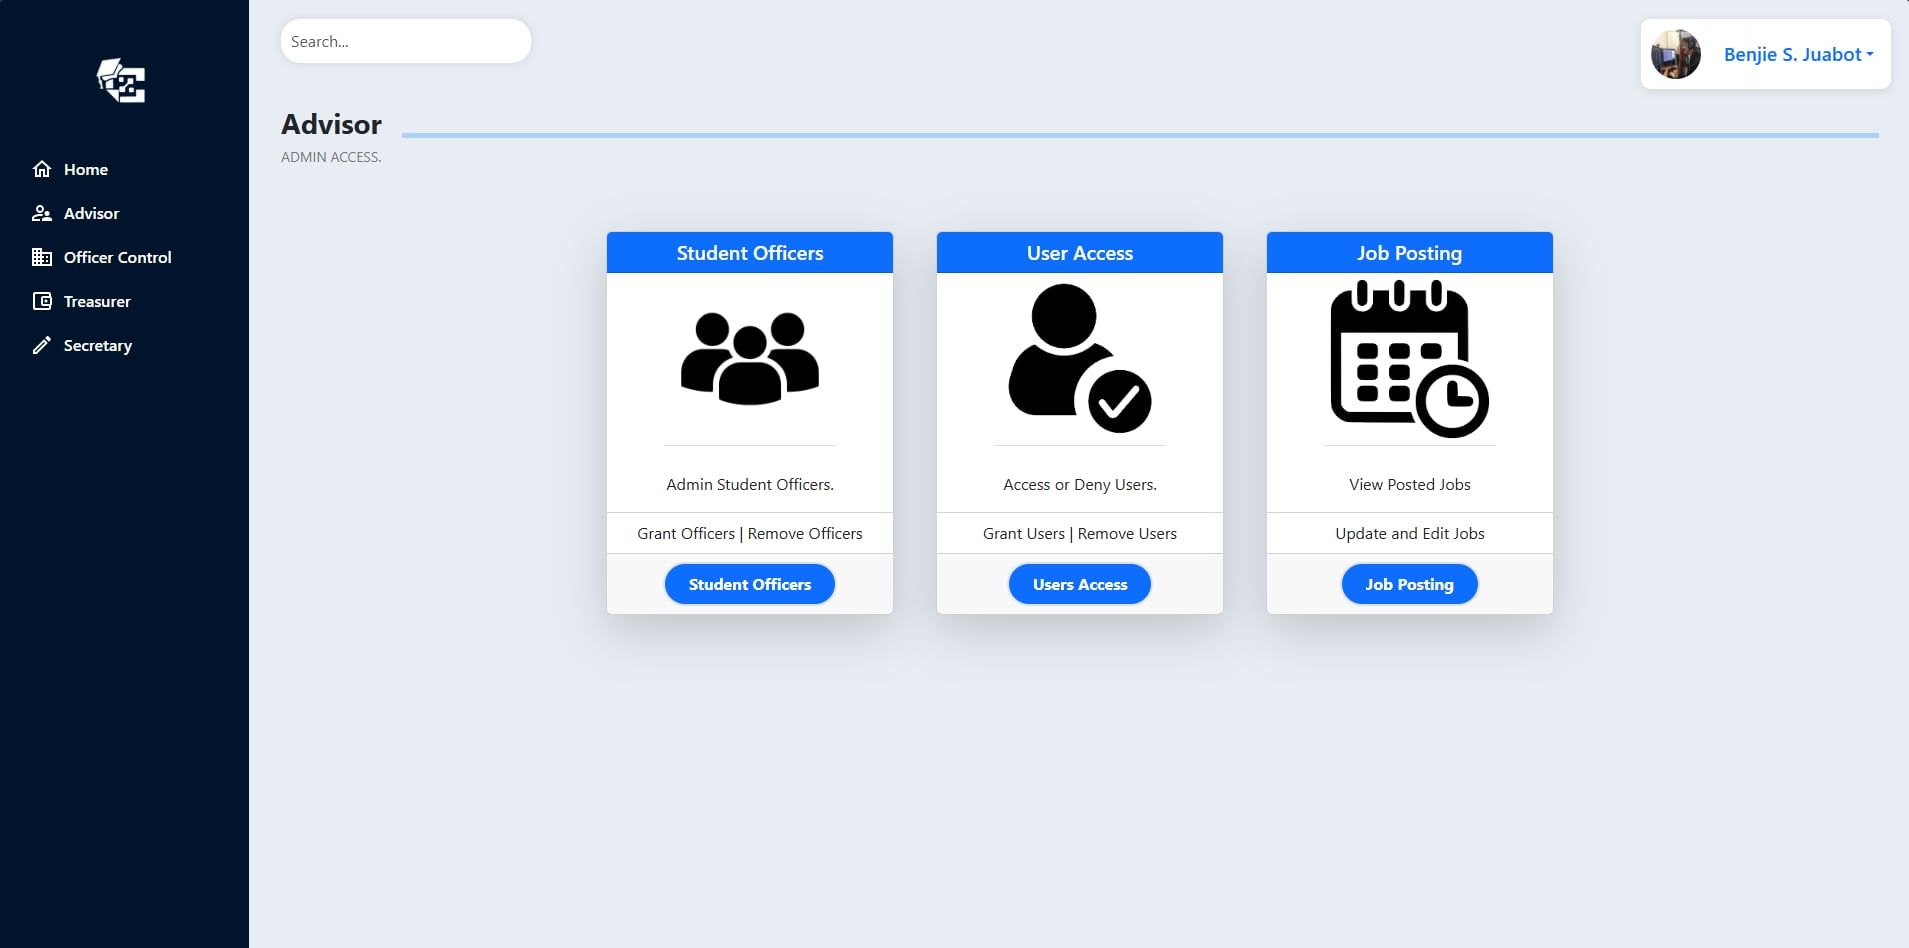 Search...
Benjie S. Juabot
Advisor
ADMIN ACCESS.
Home
Advisor
Officer Control
Treasurer
Secretary
Student Officers
Admin Student Officers.
Grant Officers | Remove Officers
Student Officers
User Access
Access or Deny Users.
Grant Users | Remove Users
Users Access
Job Posting
View Posted Jobs
Update and Edit Jobs
Job Posting